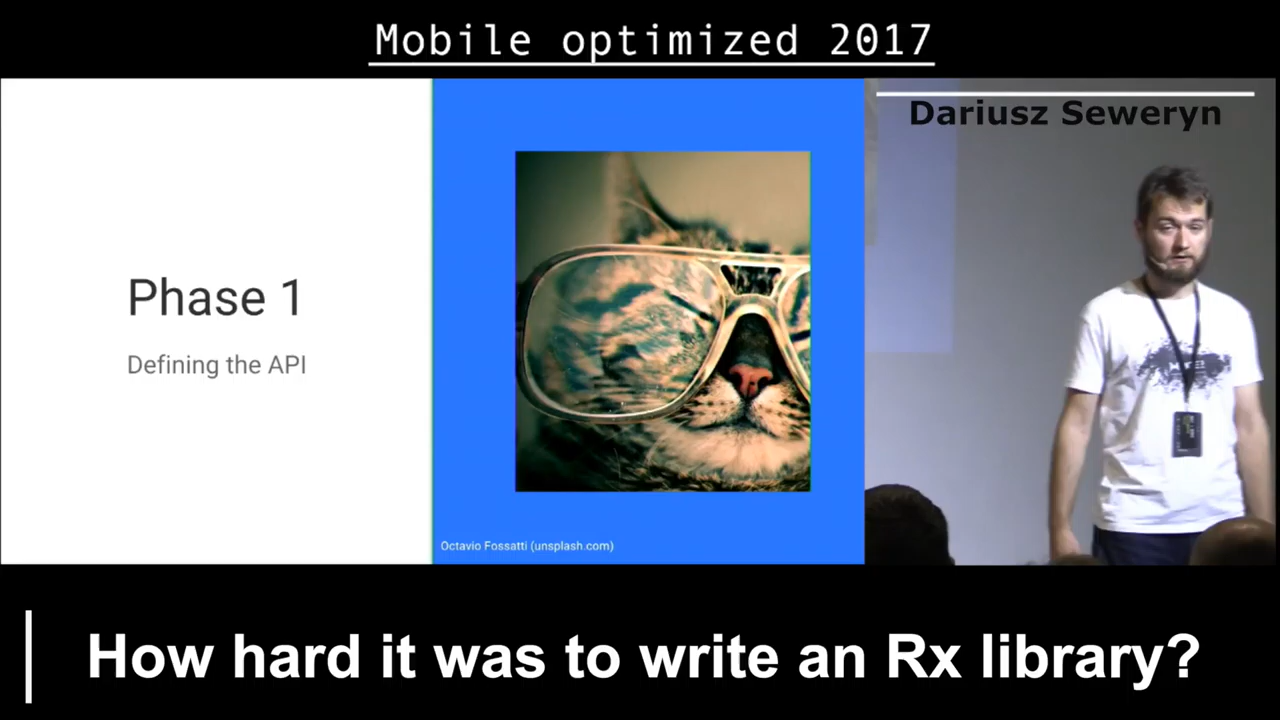 Mobile optimized 2017
Dariusz Seweryn
Phase 1
Defining the API
Octavio Fossatti (unsplash.com)
How hard it was to write an Rx library?